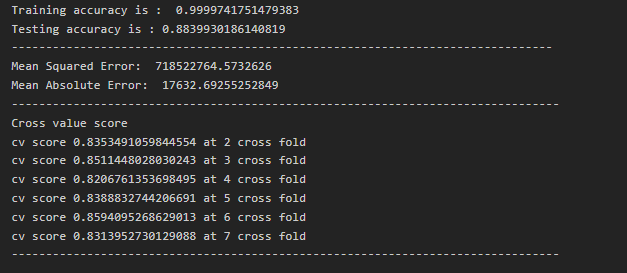 Training accuracy is :  0.9999741751479383
Testing accuracy is : 0.8839930186140819
-------------------------------------------------------------------------------
Mean Squared Error:  718522764.5732626
Mean Absolute Error:  17632.69255252849
--------------------------------------------------------------------------------
Cross value score
cv score 0.8353491059844554 at 2 cross fold
cv score 0.8511448028030243 at 3 cross fold
cv score 0.8206761353698495 at 4 cross fold
cv score 0.8388832744206691 at 5 cross fold
cv score 0.8594095268629013 at 6 cross fold
cv score 0.8313952730129088 at 7 cross fold
--------------------------------------------------------------------------------